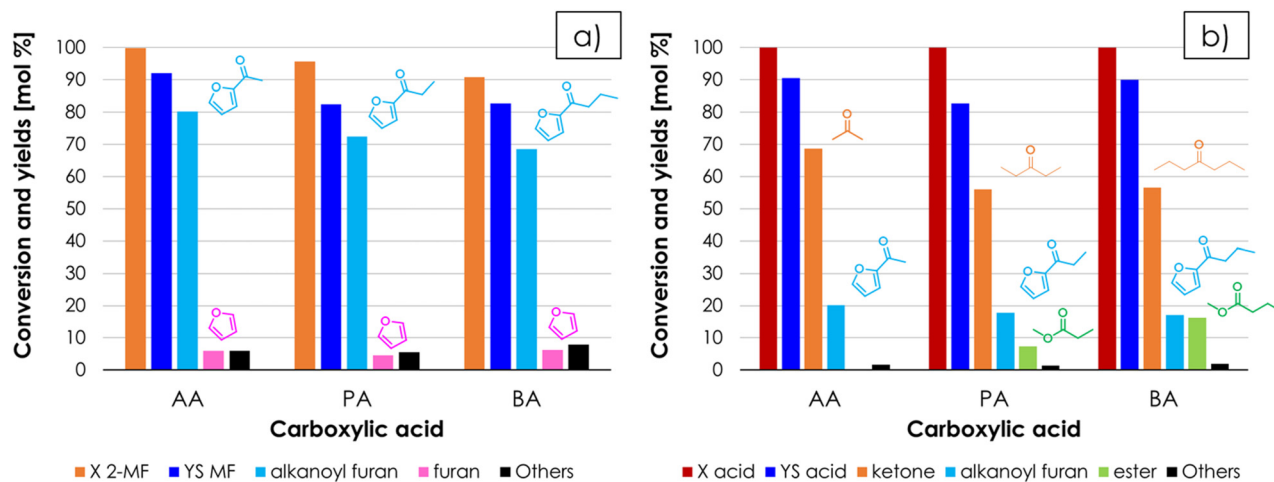 a)
Conversion and yields [mol %]
100
90
80
70
60
50
40
30
20
10
0
O
O
O
O
O
O
O
O
O
AA PA BA
Carboxylic acid
X 2-MF YS MF alkanoyl furan furan Others
b)
Conversion and yields [mol %]
100
90
80
70
60
50
40
30
20
10
0
O
O
O
O
O
O
O
O
O
O
O
O
O
AA PA BA
Carboxylic acid
X acid YS acid ketone alkanoyl furan ester Others